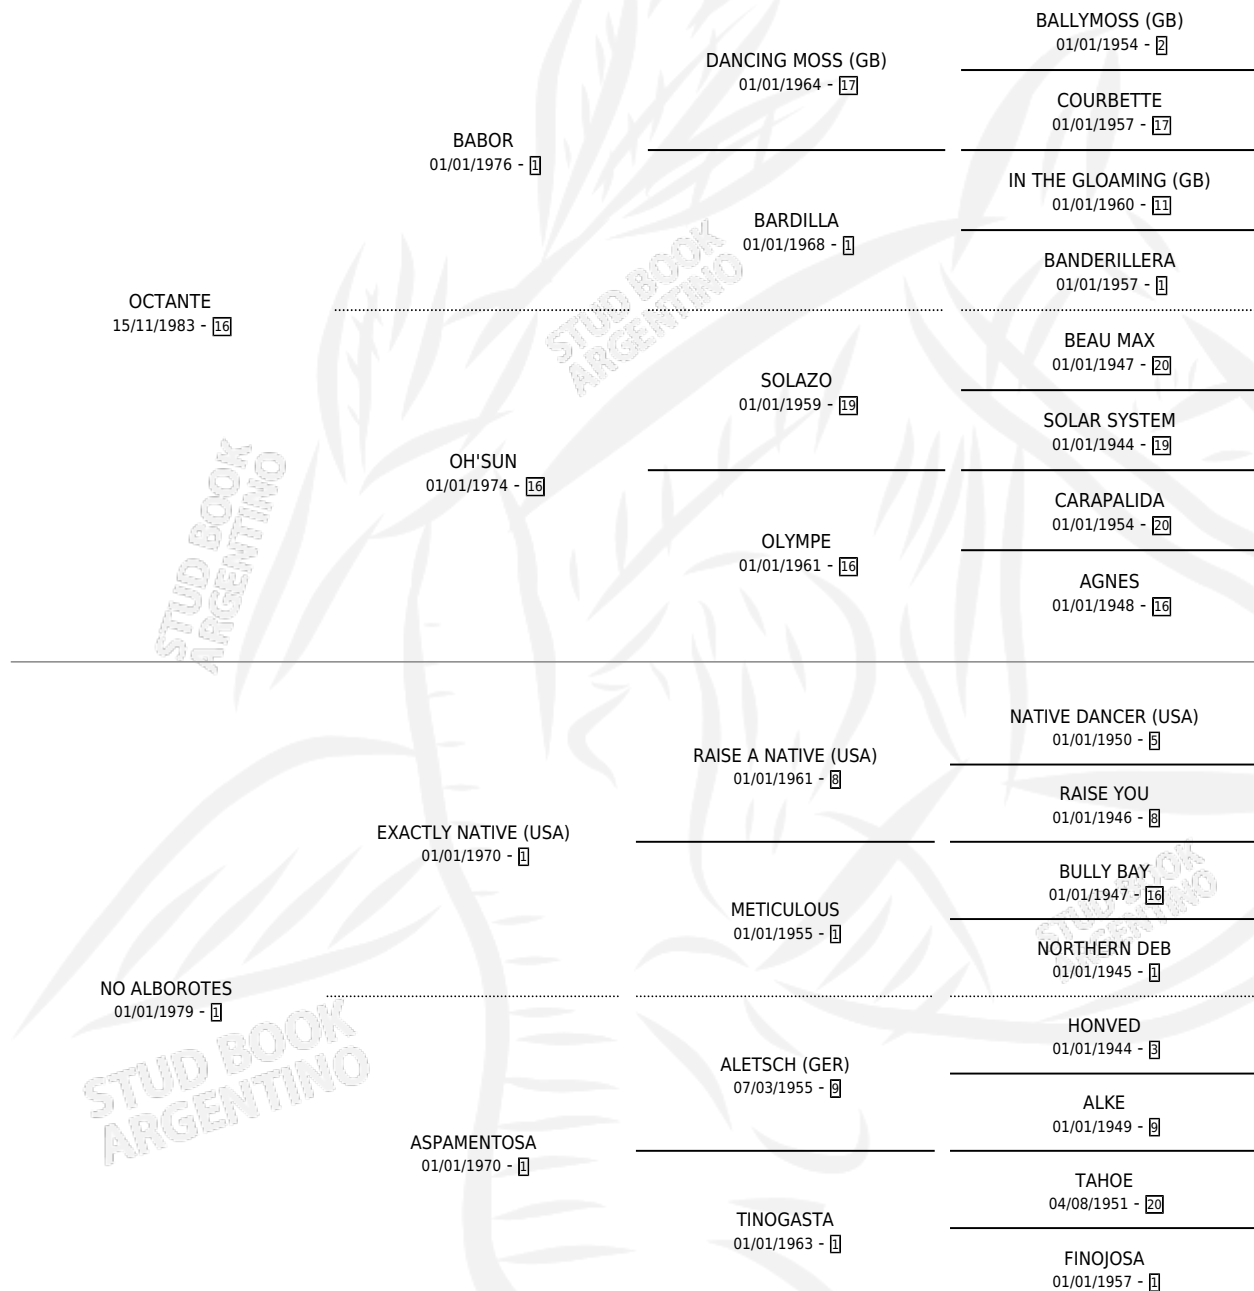 BALLYMOSS (GB)
01/01/1954 - 2
DANCING MOSS (GB)
01/01/1964 - 17
COURBETTE
01/01/1957 - 17
BABOR
01/01/1976 - 1
IN THE GLOAMING (GB)
01/01/1960 - 11
BARDILLA
01/01/1968 - 1
BANDERILLERA
01/01/1957 - 1
OCTANTE
15/11/1983 - 16
BEAU MAX
01/01/1947 - 20
SOLAZO
01/01/1959 - 19
SOLAR SYSTEM
01/01/1944 - 19
OH'SUN
01/01/1974 - 16
CARAPALIDA
01/01/1954 - 20
OLYMPE
01/01/1961 - 16
AGNES
01/01/1948 - 16
NATIVE DANCER (USA)
01/01/1950 - 5
RAISE A NATIVE (USA)
01/01/1961 - 8
RAISE YOU
01/01/1946 - 8
EXACTLY NATIVE (USA)
01/01/1970 - 1
BULLY BAY
01/01/1947 - 16
METICULOUS
01/01/1955 - 1
NORTHERN DEB
01/01/1945 - 1
NO ALBOROTES
01/01/1979 - 1
HONVED
01/01/1944 - 3
ALETSCH (GER)
07/03/1955 - 9
ALKE
01/01/1949 - 9
ASPAMENTOSA
01/01/1970 - 1
TAHOE
04/08/1951 - 20
TINOGASTA
01/01/1963 - 1
FINOJOSA
01/01/1957 - 1
STUD BOOK
ARGENTINO
STUD BOOK
ARGENTINO
STUD BOOK
ARGENTINO
STUD BOOK
ARGENTINO